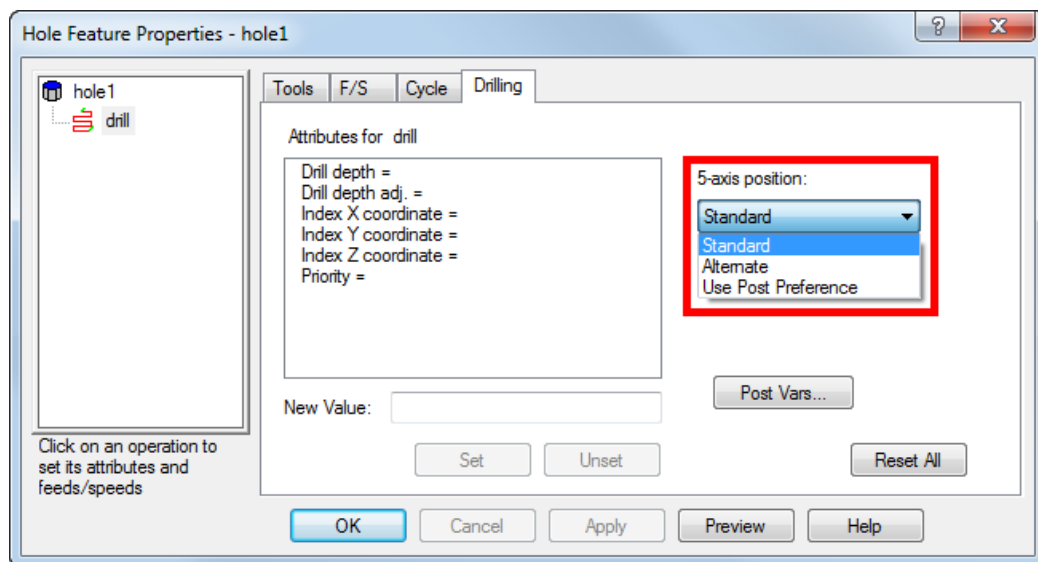 Hole Feature Properties - hole1
hole1
drill
Tools F/S Cycle Drilling
Attributes for drill
Drill depth =
Drill depth adj. =
Index X coordinate =
Index Y coordinate =
Index Z coordinate =
Priority =
5-axis position:
Standard
Standard
Alternate
Use Post Preference
Post Vars...
New Value:
Set Unset Reset All
Click on an operation to
set its attributes and
feeds/speeds
OK Cancel Apply Preview Help